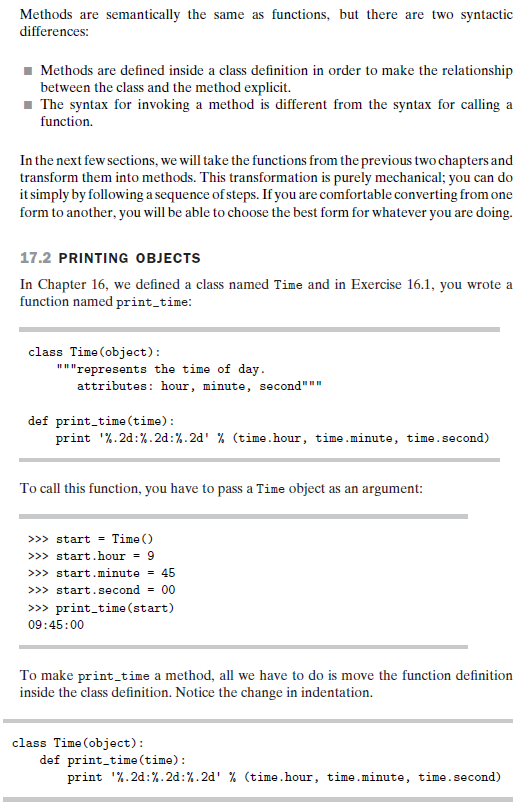 Methods are semantically the same as functions, but there are two syntactic
differences:
■ Methods are defined inside a class definition in order to make the relationship
between the class and the method explicit.
■ The syntax for invoking a method is different from the syntax for calling a
function.
In the next few sections, we will take the functions from the previous two chapters and
transform them into methods. This transformation is purely mechanical; you can do
it simply by following a sequence of steps. If you are comfortable converting from one
form to another, you will be able to choose the best form for whatever you are doing.
17.2 PRINTING OBJECTS
In Chapter 16, we defined a class named Time and in Exercise 16.1, you wrote a
function named print_time:
class Time(object):
    """represents the time of day.
       attributes: hour, minute, second"""
def print_time(time):
    print '%.2d:%.2d:%.2d' % (time.hour, time.minute, time.second)
To call this function, you have to pass a Time object as an argument:
>>> start = Time()
>>> start.hour = 9
>>> start.minute = 45
>>> start.second = 00
>>> print_time(start)
09:45:00
To make print_time a method, all we have to do is move the function definition
inside the class definition. Notice the change in indentation.
class Time(object):
    def print_time(time):
        print '%.2d:%.2d:%.2d' % (time.hour, time.minute, time.second)